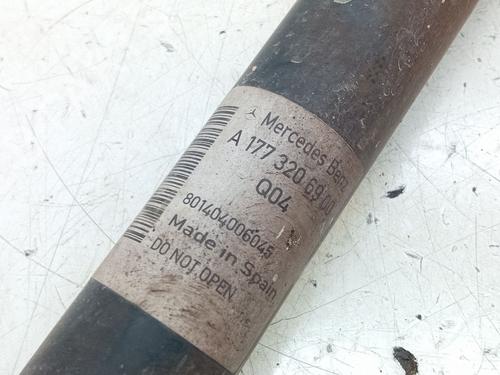 Mercedes Benz
A 177 320 69 00
Q04
801404006045
Made in Spain
DO NOT OPEN